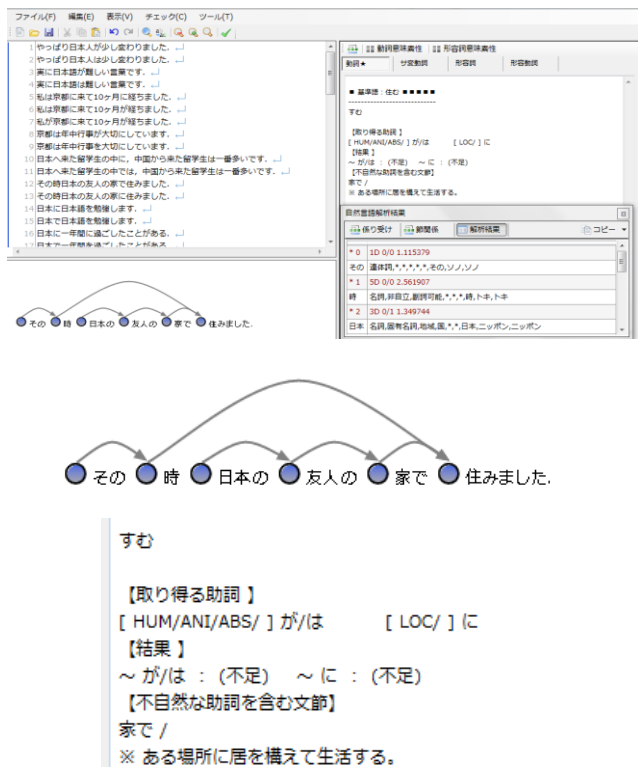 ファイル(F) 編集(E) 表示(V) チェック(C) ツール(T)
1 やっぱり日本人が少し変わりました.
2 やっぱり日本人は少し変わりました.
3 実に日本語が難しい言葉です.
4 実に日本語は難しい言葉です.
5 私は京都に来て10ヶ月に経ちました.
6 私は京都に来て10ヶ月が経ちました.
7 私が京都に来て10ヶ月が経ちました.
8 京都は年中行事が大切にしています.
9 京都は年中行事を大切にしています.
10 日本へ来た留学生の中に，中国から来た留学生は一番多いです.
11 日本へ来た留学生の中では，中国から来た留学生は一番多いです.
12 その時日本の友人の家で住みました.
13 その時日本の友人の家に住みました.
14 日本に日本語を勉強します.
15 日本で日本語を勉強します.
16 日本に一年間に過ごしたことがある.
17 日本で一年間を過ごしたことがある
動詞意味素性 形容詞意味素性
動詞★ サ変動詞 形容詞 形容動詞
■ 基準語：住む ■■■■■
----------------------------
すむ
【取り得る助詞 】
[ HUM/ANI/ABS/ ] が/は [ LOC/ ] に
【結果 】
～ が/は ： (不足) ～ に ： (不足)
【不自然な助詞を含む文節】
家で /
※ ある場所に居を構えて生活する。
自然言語解析結果
係り受け 節関係 解析結果 コピー
* 0 1D 0/0 1.115379
その 連体詞,*,*,*,*,*,その,ソノ,ソノ
* 1 5D 0/0 2.561907
時 名詞,非自立,副詞可能,*,*,*,時,トキ,トキ
* 2 3D 0/1 1.349744
日本 名詞,固有名詞,地域,国,*,*,日本,ニッポン,ニッポン
その 時 日本の 友人の 家で 住みました.
その 時 日本の 友人の 家で 住みました.
すむ
【取り得る助詞 】
[ HUM/ANI/ABS/ ] が/は [ LOC/ ] に
【結果 】
～ が/は ： (不足) ～ に ： (不足)
【不自然な助詞を含む文節】
家で /
※ ある場所に居を構えて生活する。